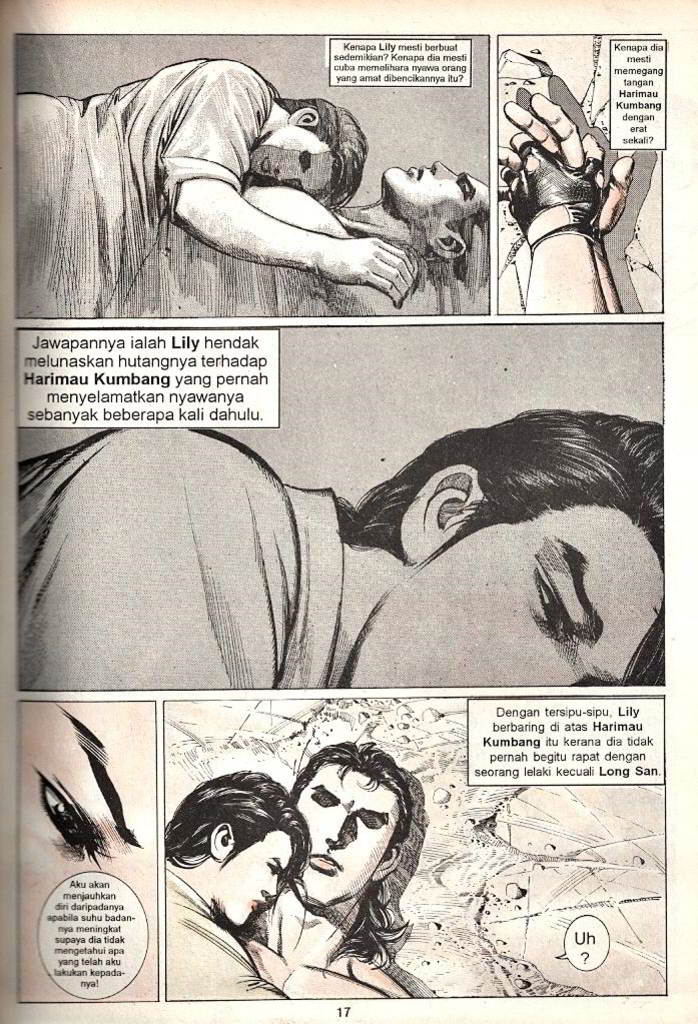 Kenapa Lily mesti berbuat
sedemikian? Kenapa dia mesti
cuba memelihara nyawa orang
yang amat dibencikannya itu?
Kenapa dia
mesti
memegang
tangan
Harimau
Kumbang
dengan
erat
sekali?
Jawapannya ialah Lily hendak
melunaskan hutangnya terhadap
Harimau Kumbang yang pernah
menyelamatkan nyawanya
sebanyak beberapa kali dahulu.
Aku akan
menjauhkan
diri daripadanya
apabila suhu badan-
nya meningkat
supaya dia tidak
mengetahui apa
yang telah aku
lakukan kepada-
nya!
Dengan tersipu-sipu, Lily
berbaring di atas Harimau
Kumbang itu kerana dia tidak
pernah begitu rapat dengan
seorang lelaki kecuali Long San.
Uh
?
17